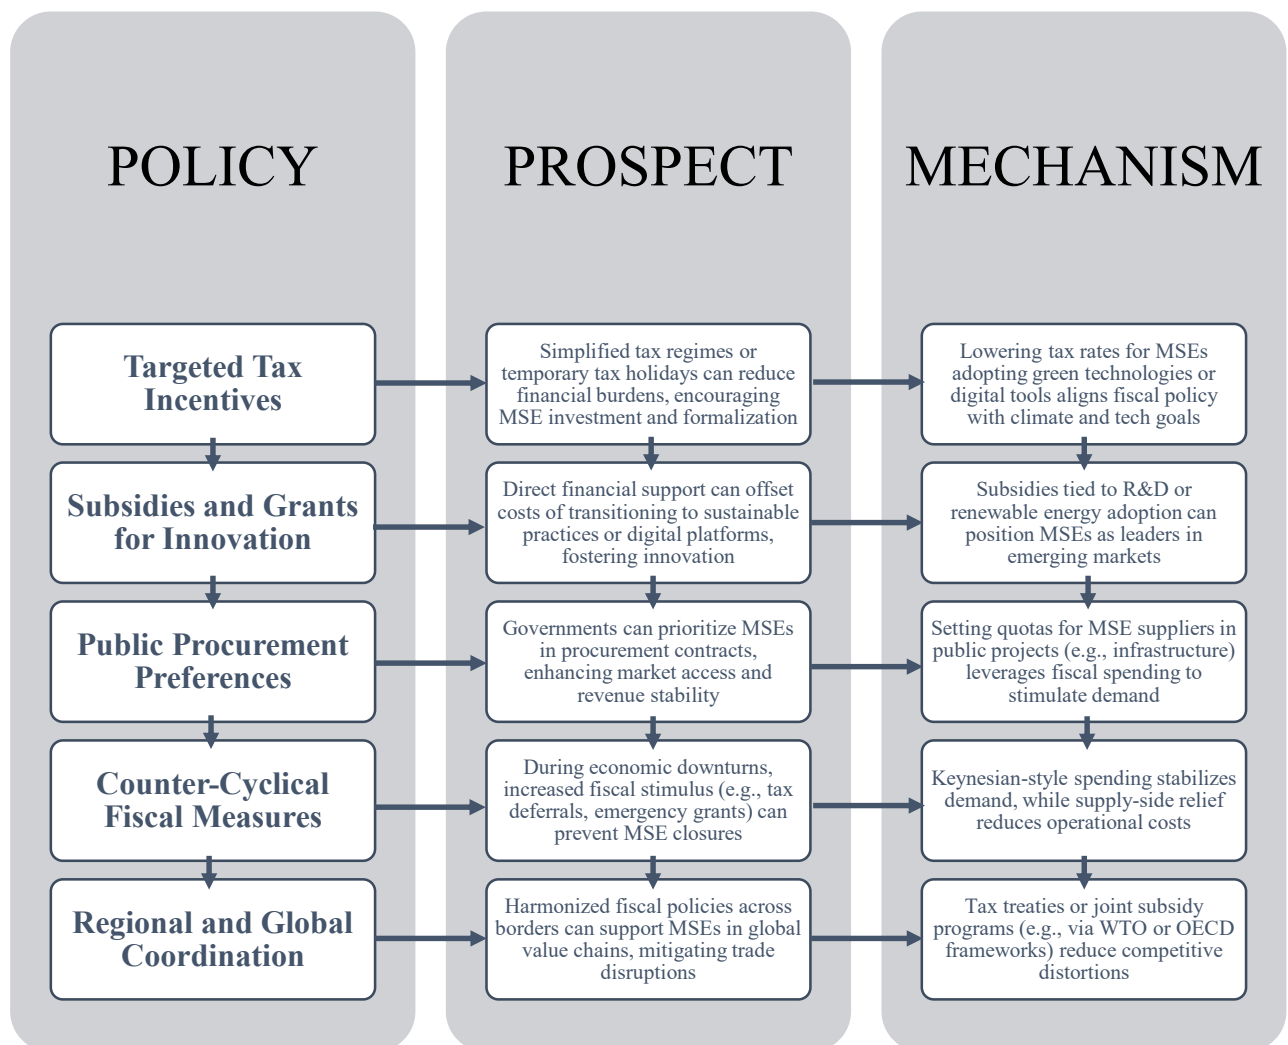 POLICY
PROSPECT
MECHANISM
Targeted Tax
Incentives
Simplified tax regimes or
temporary tax holidays can reduce
financial burdens, encouraging
MSE investment and formalization
Lowering tax rates for MSEs
adopting green technologies or
digital tools aligns fiscal policy
with climate and tech goals
Subsidies and Grants
for Innovation
Direct financial support can offset
costs of transitioning to sustainable
practices or digital platforms,
fostering innovation
Subsidies tied to R&D or
renewable energy adoption can
position MSEs as leaders in
emerging markets
Public Procurement
Preferences
Governments can prioritize MSEs
in procurement contracts,
enhancing market access and
revenue stability
Setting quotas for MSE suppliers in
public projects (e.g., infrastructure)
leverages fiscal spending to
stimulate demand
Counter-Cyclical
Fiscal Measures
During economic downturns,
increased fiscal stimulus (e.g., tax
deferrals, emergency grants) can
prevent MSE closures
Keynesian-style spending stabilizes
demand, while supply-side relief
reduces operational costs
Regional and Global
Coordination
Harmonized fiscal policies across
borders can support MSEs in global
value chains, mitigating trade
disruptions
Tax treaties or joint subsidy
programs (e.g., via WTO or OECD
frameworks) reduce competitive
distortions